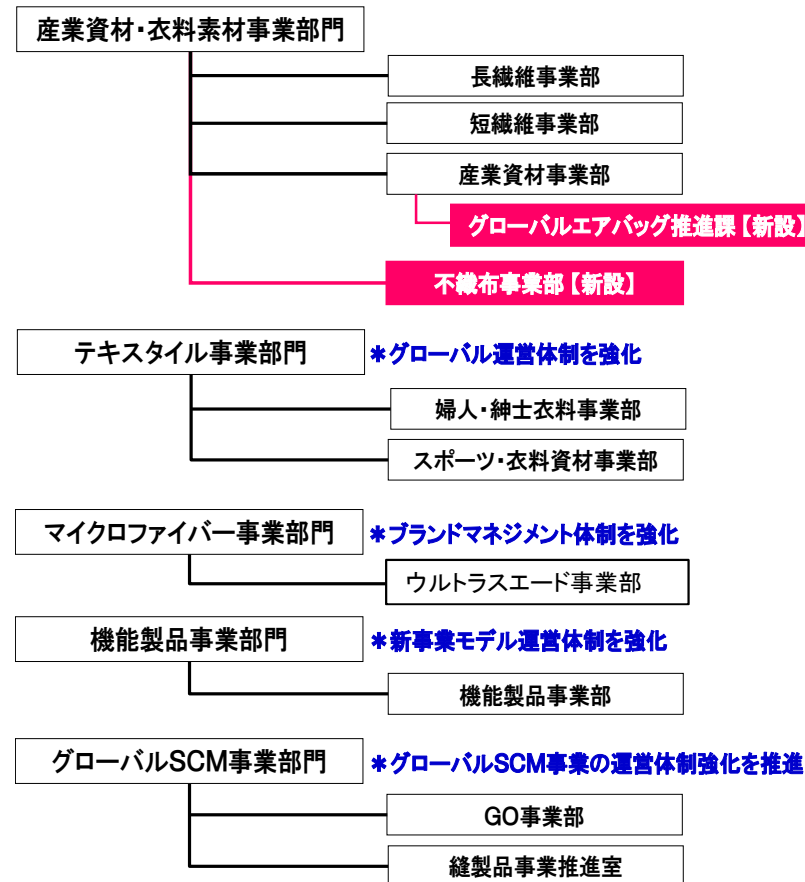 産業資材・衣料素材事業部門
長繊維事業部
短繊維事業部
産業資材事業部
グローバルエアバッグ推進課【新設】
不織布事業部【新設】
テキスタイル事業部門 *グローバル運営体制を強化
婦人・紳士衣料事業部
スポーツ・衣料資材事業部
マイクロファイバー事業部門 *ブランドマネジメント体制を強化
ウルトラスエード事業部
機能製品事業部門 *新事業モデル運営体制を強化
機能製品事業部
グローバルSCM事業部門 *グローバルSCM事業の運営体制強化を推進
GO事業部
縫製品事業推進室